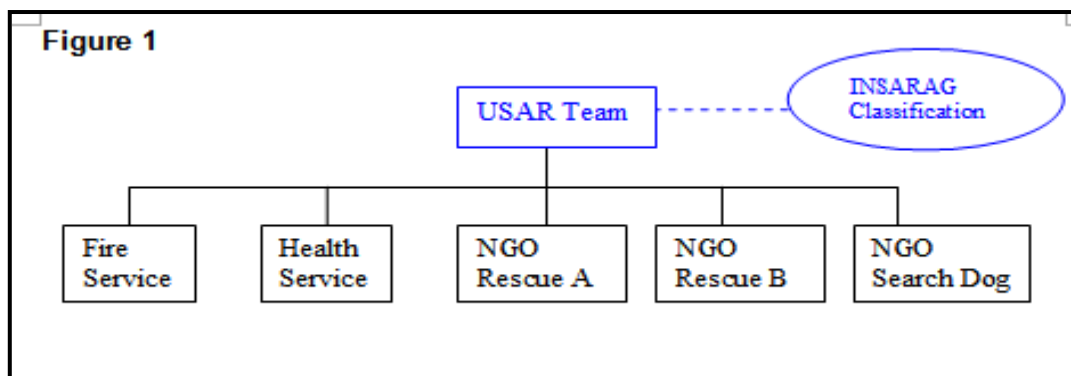 Figure 1
INSARAG
Classification
USAR Team
Fire
Service
Health
Service
NGO
Rescue A
NGO
Rescue B
NGO
Search Dog